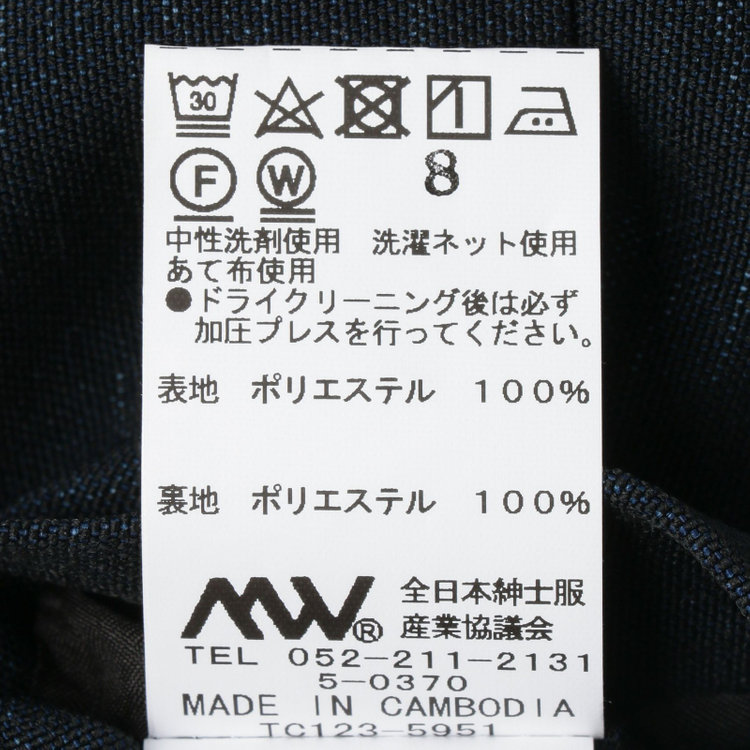 30
F W 8
中性洗剤使用 洗濯ネット使用
あて布使用
●ドライクリーニング後は必ず
加圧プレスを行ってください。
表地 ポリエステル 100%
裏地 ポリエステル 100%
MW® 全日本紳士服
産業協議会
TEL 052-211-2131
5-0370
MADE IN CAMBODIA
TC123-5951